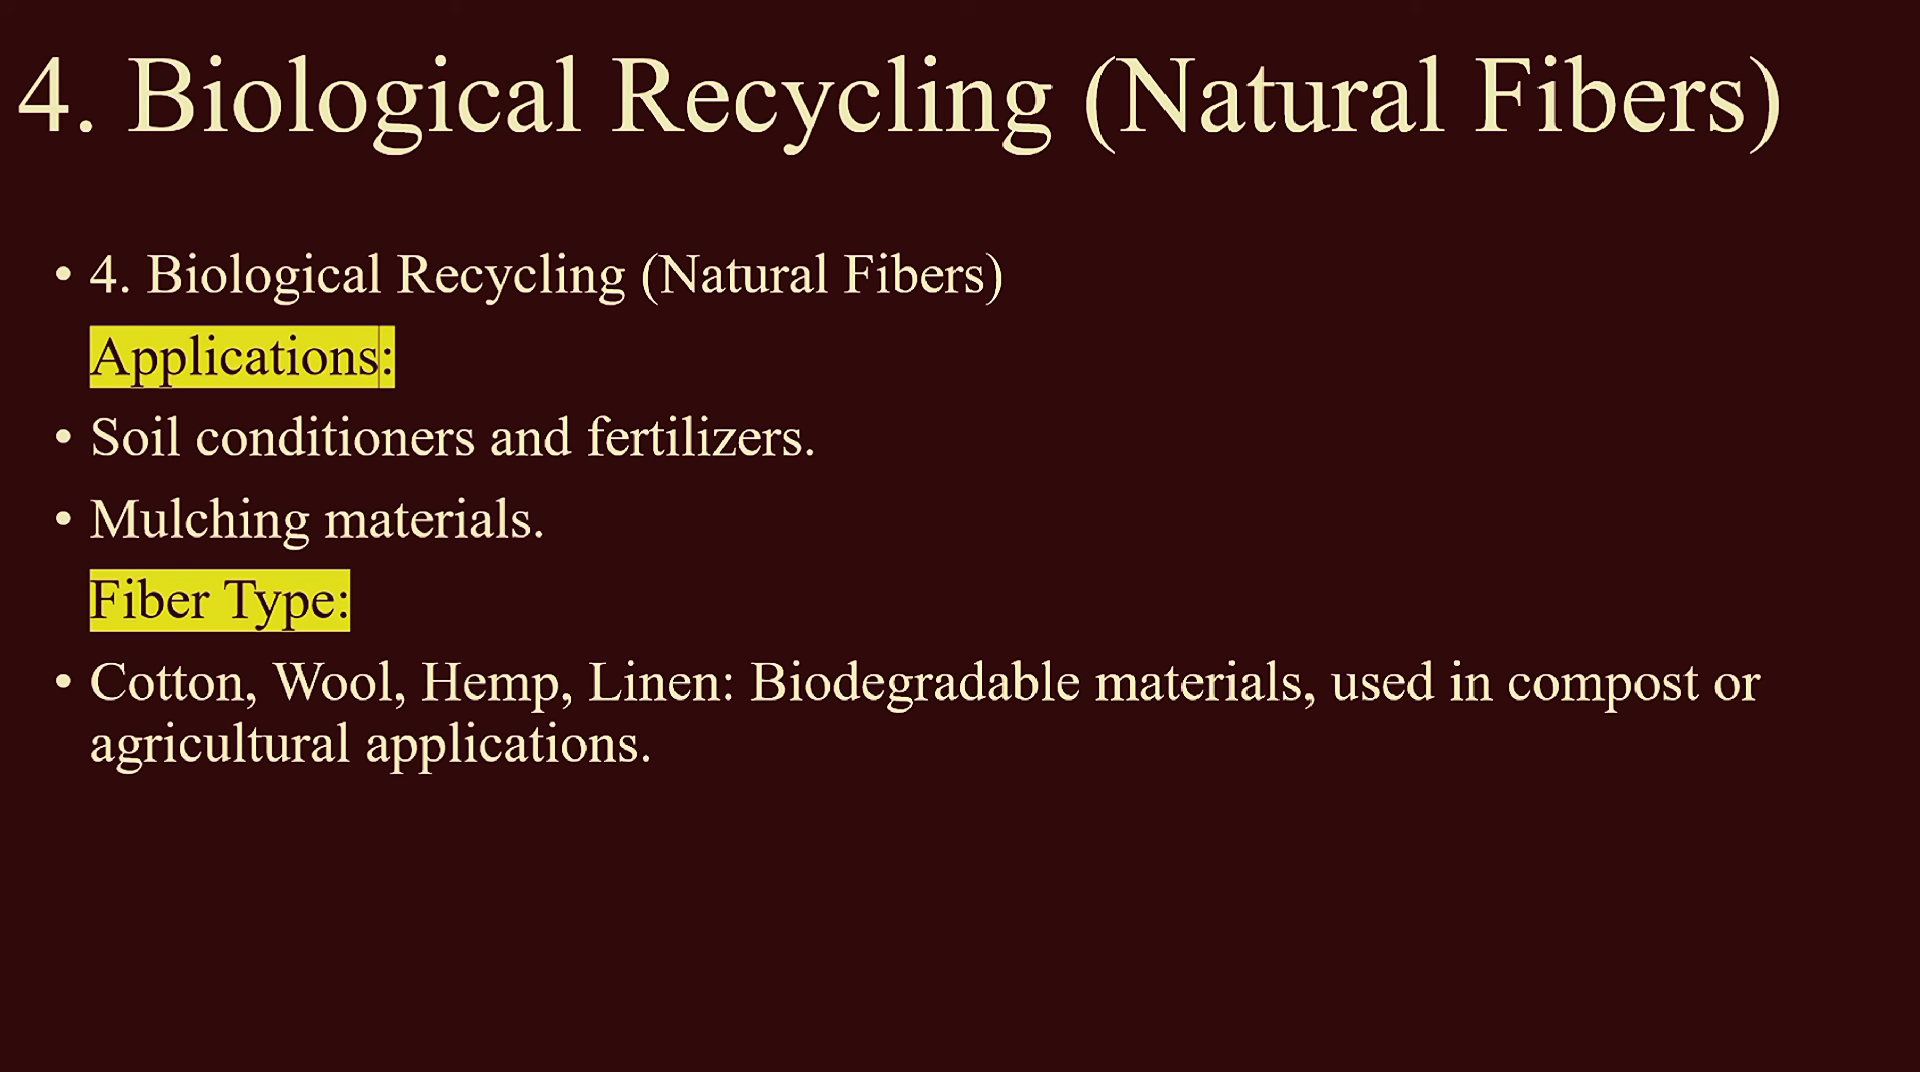 4. Biological Recycling (Natural Fibers)
• 4. Biological Recycling (Natural Fibers)
Applications:
• Soil conditioners and fertilizers.
• Mulching materials.
Fiber Type:
• Cotton, Wool, Hemp, Linen: Biodegradable materials, used in compost or
agricultural applications.